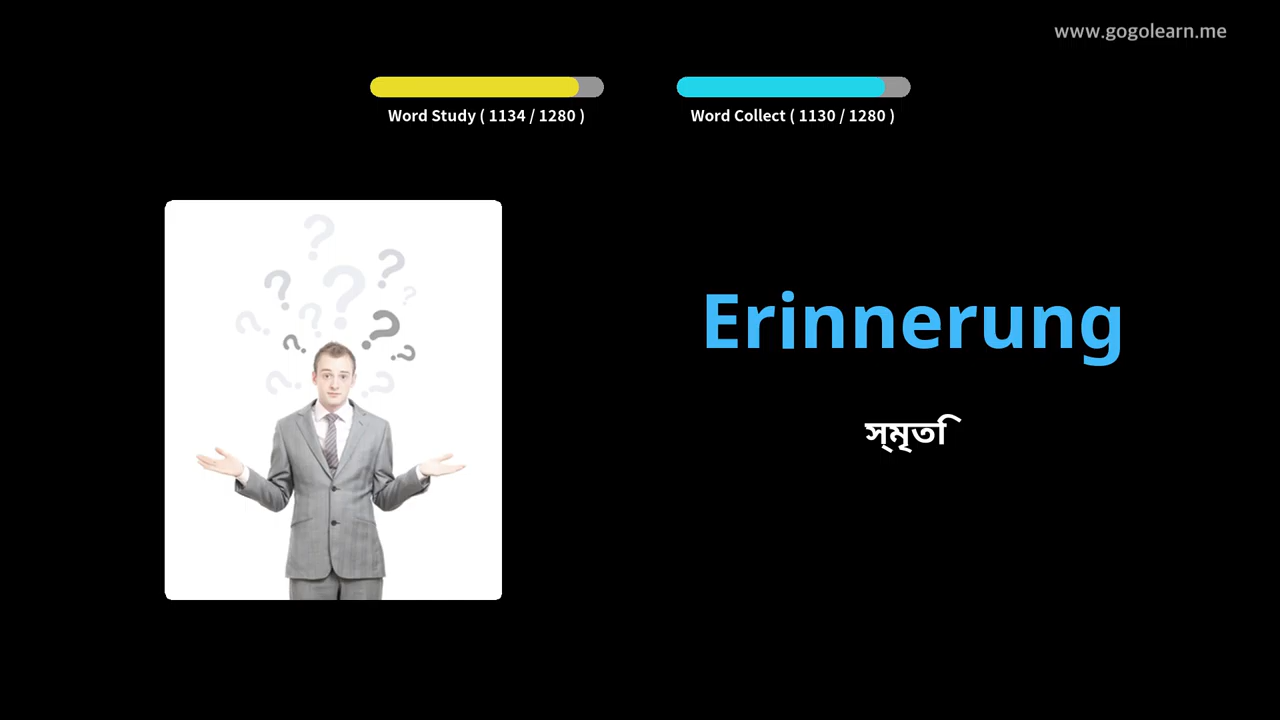 www.gogolearn.me
Word Study ( 1134 / 1280 )
Word Collect ( 1130 / 1280 )
Erinnerung
স্মৃতি